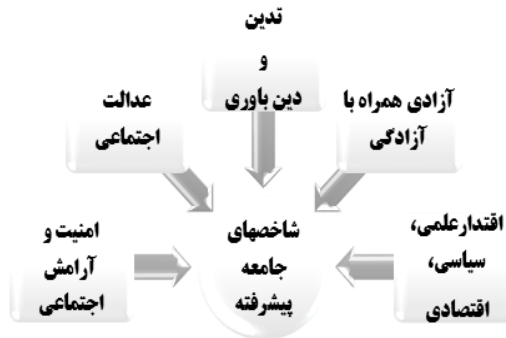 تدین
و
دین باوری
آزادی همراه با
آزادگی
عدالت
اجتماعی
اقتدارعلمی،
سیاسی،
اقتصادی
امنیت و
آرامش
اجتماعی
شاخصهای
جامعه
پیشرفته